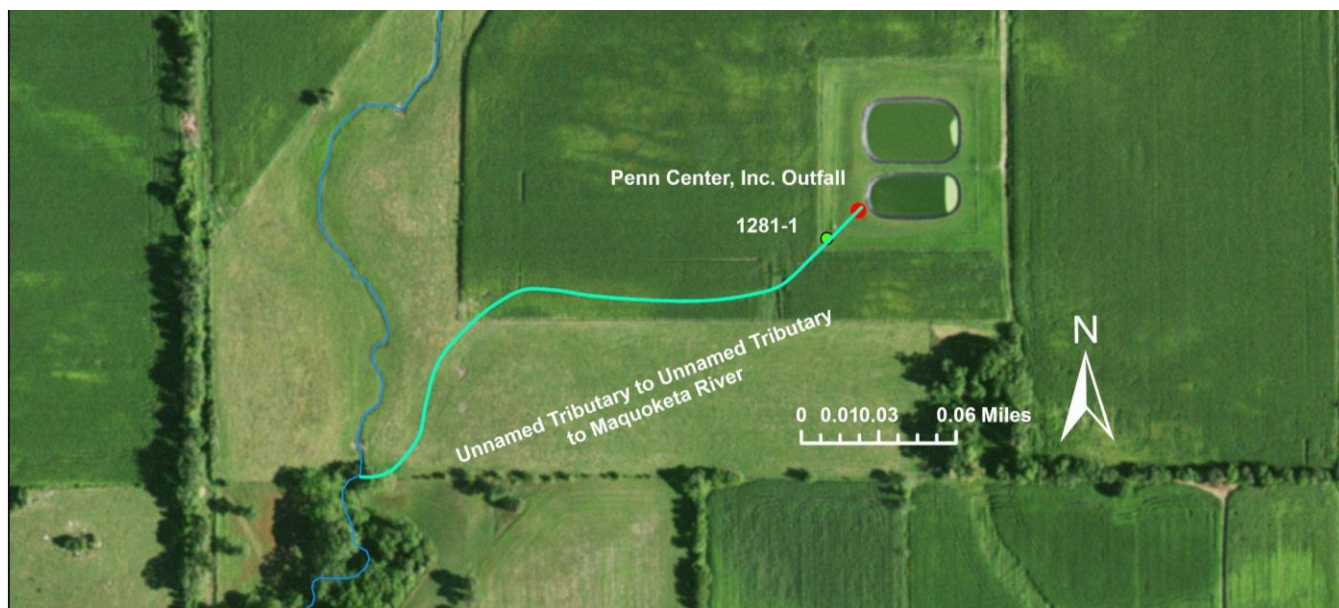 Penn Center, Inc. Outfall
1281-1
Unnamed Tributary to Unnamed Tributary
to Maquoketa River
N
0 0.010.03 0.06 Miles